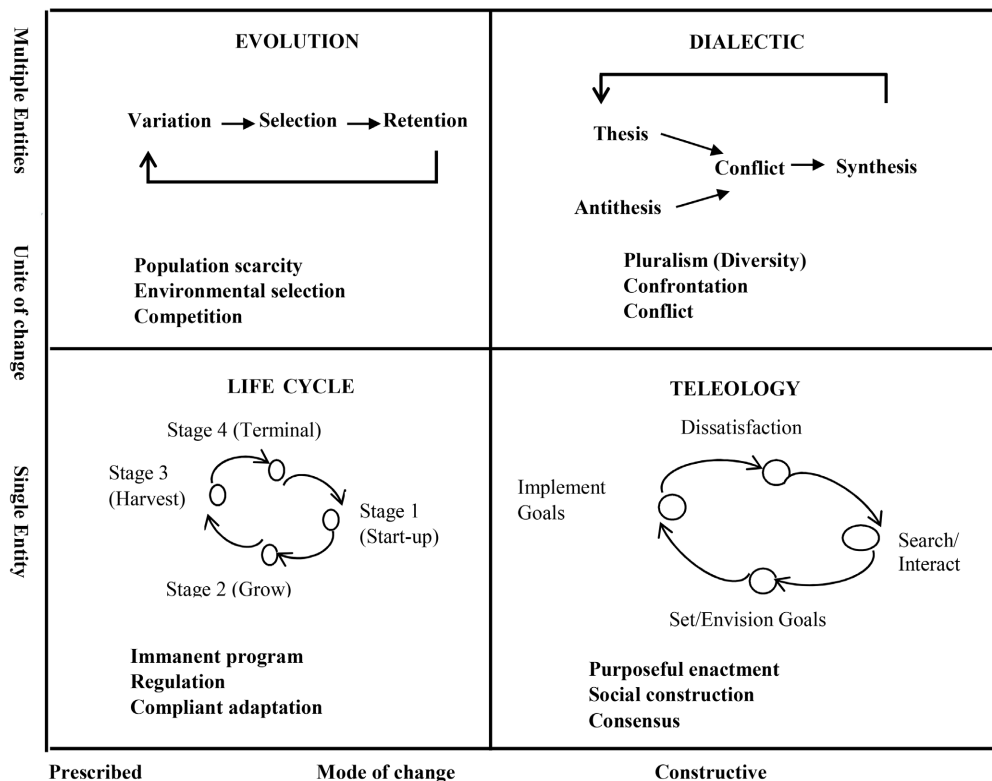 Multiple Entities
Unite of change
Single Entity
EVOLUTION
Variation Selection Retention
Population scarcity
Environmental selection
Competition
DIALECTIC
Thesis
Conflict Synthesis
Antithesis
Pluralism (Diversity)
Confrontation
Conflict
LIFE CYCLE
Stage 4 (Terminal)
Stage 3
(Harvest)
Stage 1
(Start-up)
Stage 2 (Grow)
Immanent program
Regulation
Compliant adaptation
TELEOLOGY
Dissatisfaction
Implement
Goals
Search/
Interact
Set/Envision Goals
Purposeful enactment
Social construction
Consensus
Prescribed Mode of change Constructive